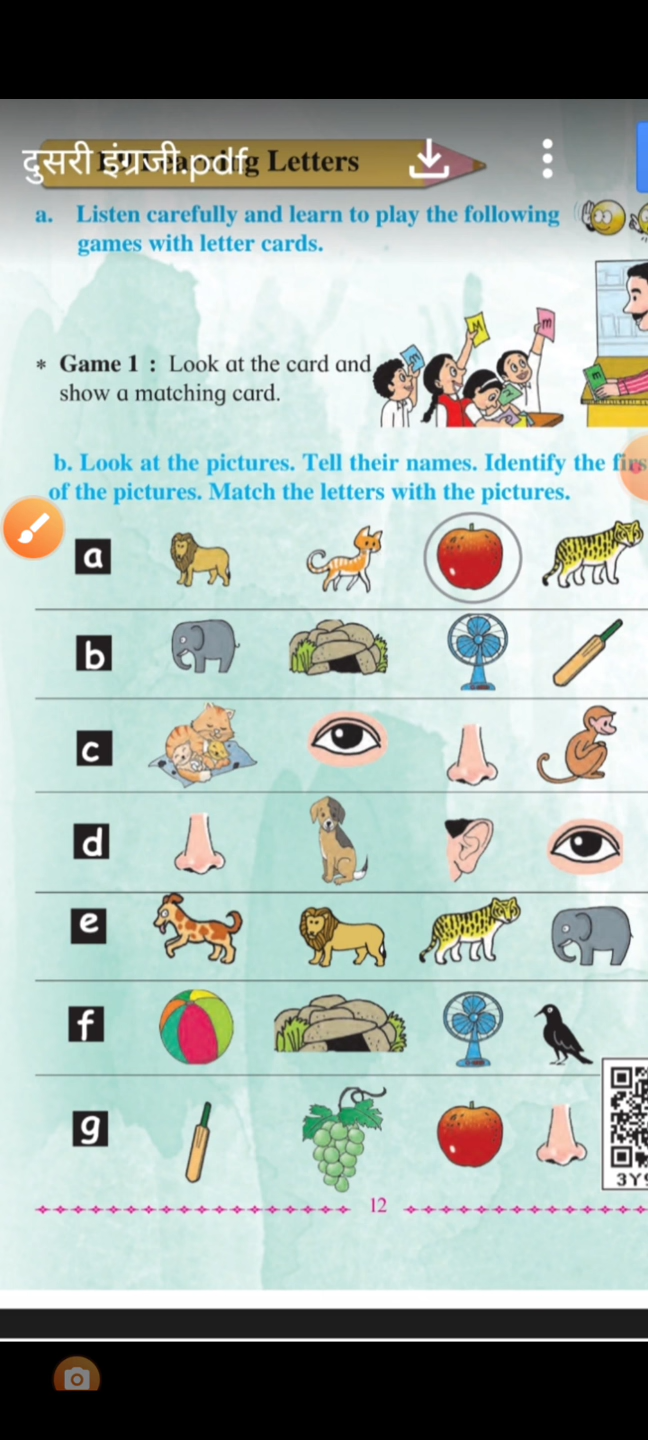 दुसरी इंग्रजी.pdf
Letters
a. Listen carefully and learn to play the following
games with letter cards.
* Game 1 : Look at the card and
show a matching card.
b. Look at the pictures. Tell their names. Identify the
of the pictures. Match the letters with the pictures.
a
b
c
d
e
f
g
12